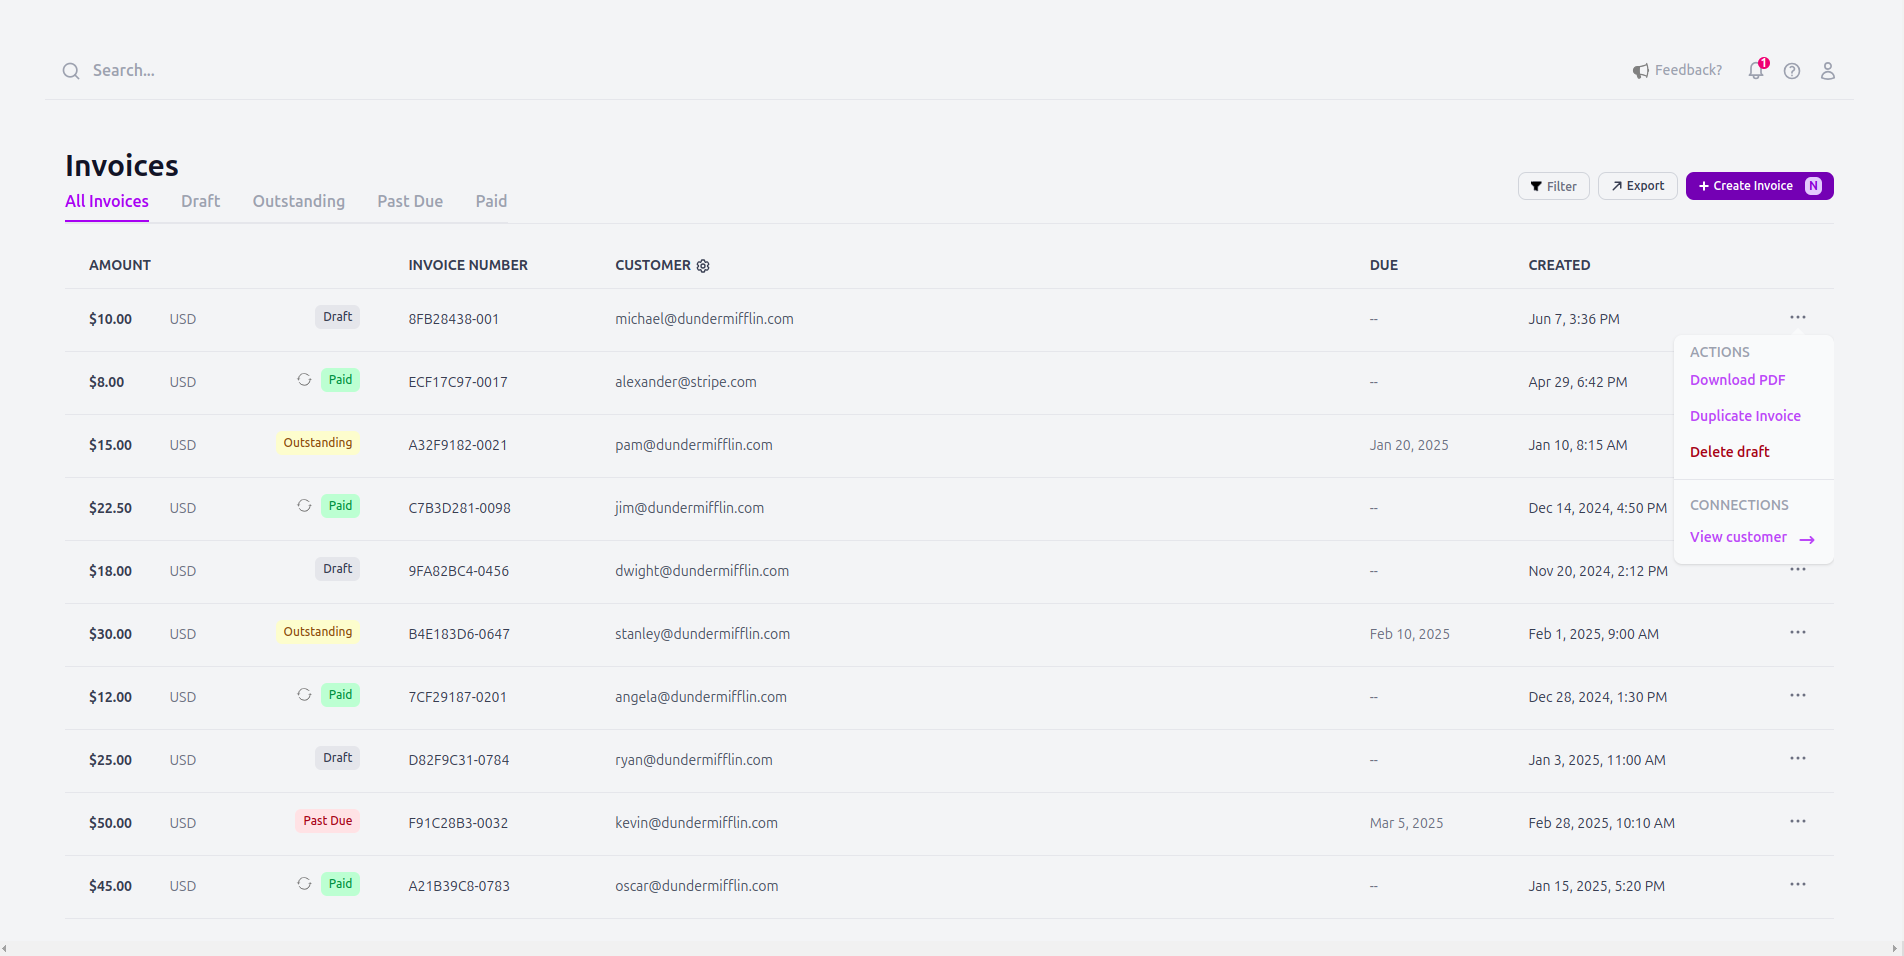 Search...
Feedback?
1
Invoices
All Invoices Draft Outstanding Past Due Paid
Filter Export + Create Invoice N
AMOUNT INVOICE NUMBER CUSTOMER DUE CREATED
$10.00 USD Draft 8FB28438-001 michael@dundermifflin.com -- Jun 7, 3:36 PM ...
$8.00 USD Paid ECF17C97-0017 alexander@stripe.com -- Apr 29, 6:42 PM
$15.00 USD Outstanding A32F9182-0021 pam@dundermifflin.com Jan 20, 2025 Jan 10, 8:15 AM
$22.50 USD Paid C7B3D281-0098 jim@dundermifflin.com -- Dec 14, 2024, 4:50 PM
$18.00 USD Draft 9FA82BC4-0456 dwight@dundermifflin.com -- Nov 20, 2024, 2:12 PM ...
$30.00 USD Outstanding B4E183D6-0647 stanley@dundermifflin.com Feb 10, 2025 Feb 1, 2025, 9:00 AM ...
$12.00 USD Paid 7CF29187-0201 angela@dundermifflin.com -- Dec 28, 2024, 1:30 PM ...
$25.00 USD Draft D82F9C31-0784 ryan@dundermifflin.com -- Jan 3, 2025, 11:00 AM ...
$50.00 USD Past Due F91C28B3-0032 kevin@dundermifflin.com Mar 5, 2025 Feb 28, 2025, 10:10 AM ...
$45.00 USD Paid A21B39C8-0783 oscar@dundermifflin.com -- Jan 15, 2025, 5:20 PM ...
ACTIONS
Download PDF
Duplicate Invoice
Delete draft
CONNECTIONS
View customer →